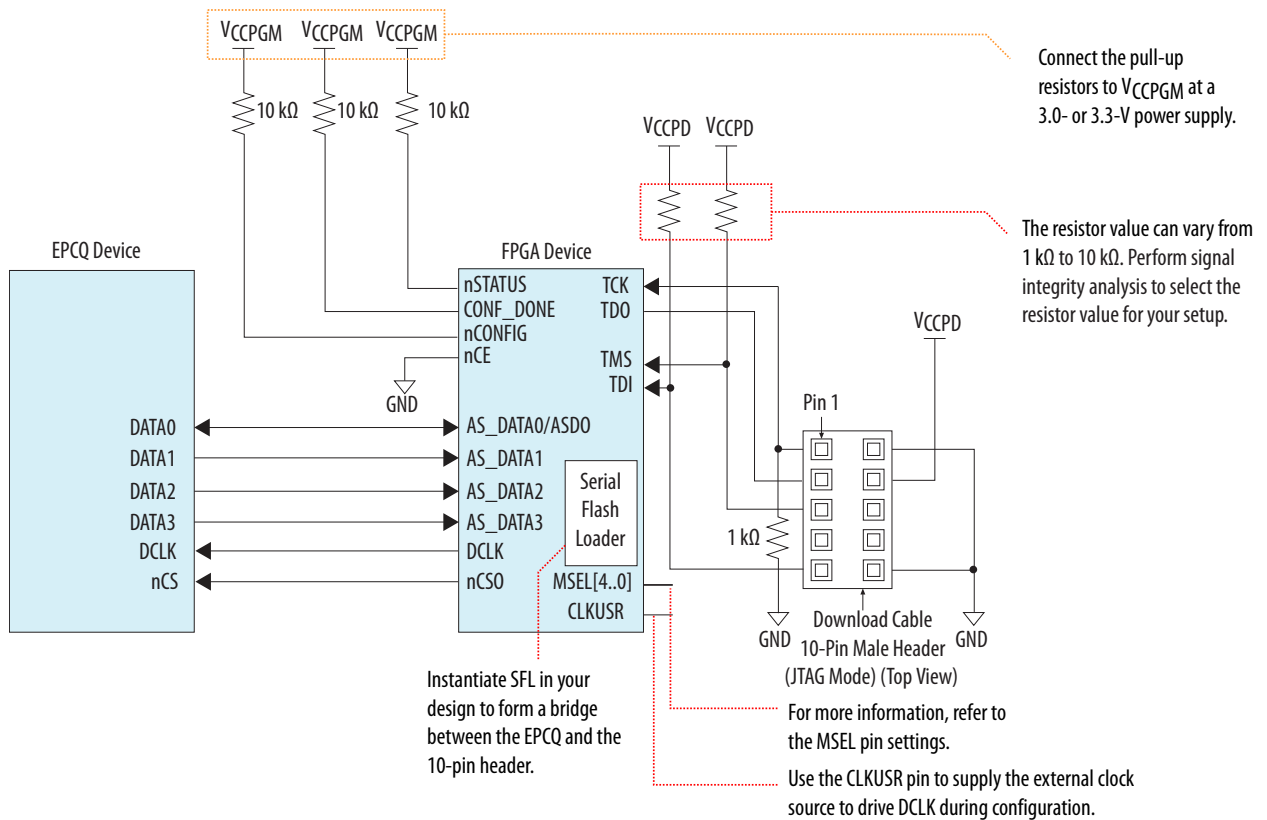 VCCPGM VCCPGM VCCPGM
10 kΩ 10 kΩ 10 kΩ
Connect the pull-up
resistors to VCCPGM at a
3.0- or 3.3-V power supply.
VCCPD VCCPD
The resistor value can vary from
1 kΩ to 10 kΩ. Perform signal
integrity analysis to select the
resistor value for your setup.
EPCQ Device
DATA0
DATA1
DATA2
DATA3
DCLK
nCS
FPGA Device
nSTATUS
CONF_DONE
nCONFIG
nCE
GND
AS_DATA0/ASDO
AS_DATA1
AS_DATA2
AS_DATA3
DCLK
nCSO
TCK
TDO
TMS
TDI
Serial
Flash
Loader
MSEL[4..0]
CLKUSR
VCCPD
Pin 1
1 kΩ
GND
GND
Download Cable
10-Pin Male Header
(JTAG Mode) (Top View)
Instantiate SFL in your
design to form a bridge
between the EPCQ and the
10-pin header.
For more information, refer to
the MSEL pin settings.
Use the CLKUSR pin to supply the external clock
source to drive DCLK during configuration.